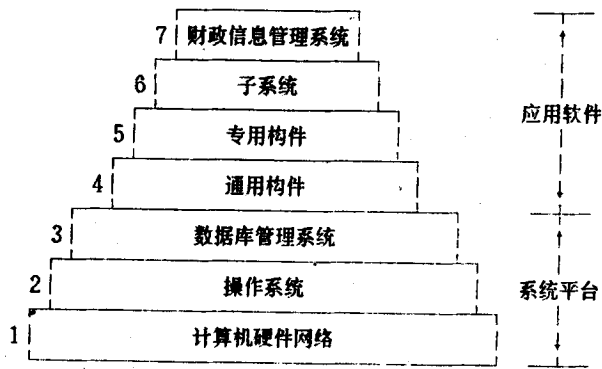 7 财政信息管理系统
6 子系统
应用软件
5 专用构件
4 通用构件
3 数据库管理系统
2 操作系统
系统平台
1 计算机硬件网络